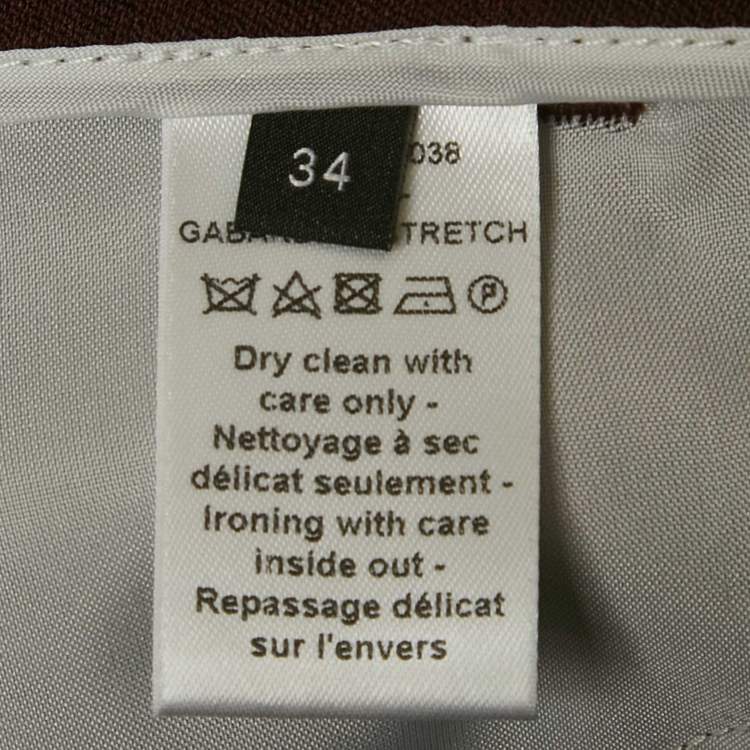 34
038
STRETCH
P
Dry clean with
care only -
Nettoyage à sec
délicat seulement -
Ironing with care
inside out -
Repassage délicat
sur l'envers